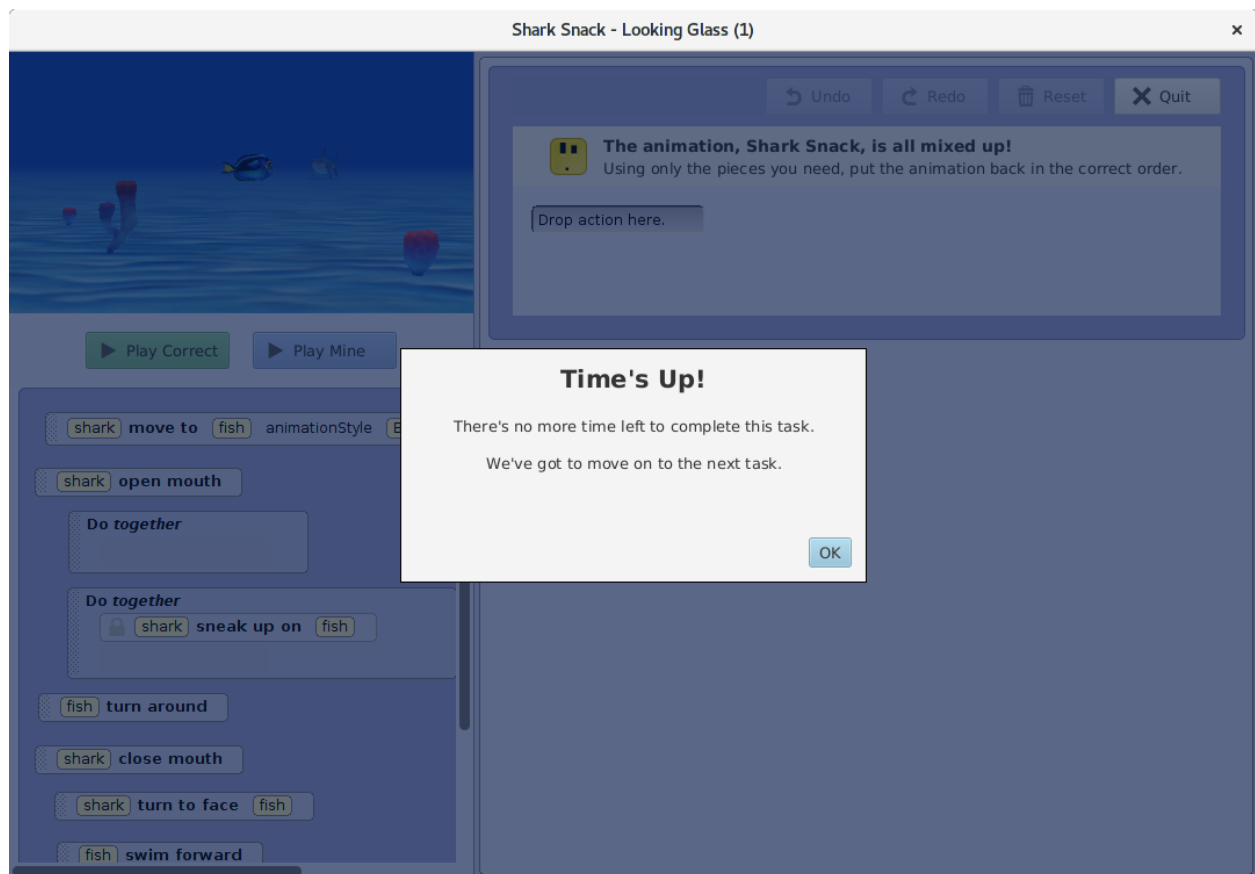 Shark Snack - Looking Glass (1)
Undo
Redo
Reset
Quit
The animation, Shark Snack, is all mixed up!
Using only the pieces you need, put the animation back in the correct order.
Drop action here.
Play Correct
Play Mine
shark move to fish animationStyle
shark open mouth
Do together
Do together
shark sneak up on fish
fish turn around
shark close mouth
shark turn to face fish
fish swim forward
Time's Up!
There's no more time left to complete this task.
We've got to move on to the next task.
OK